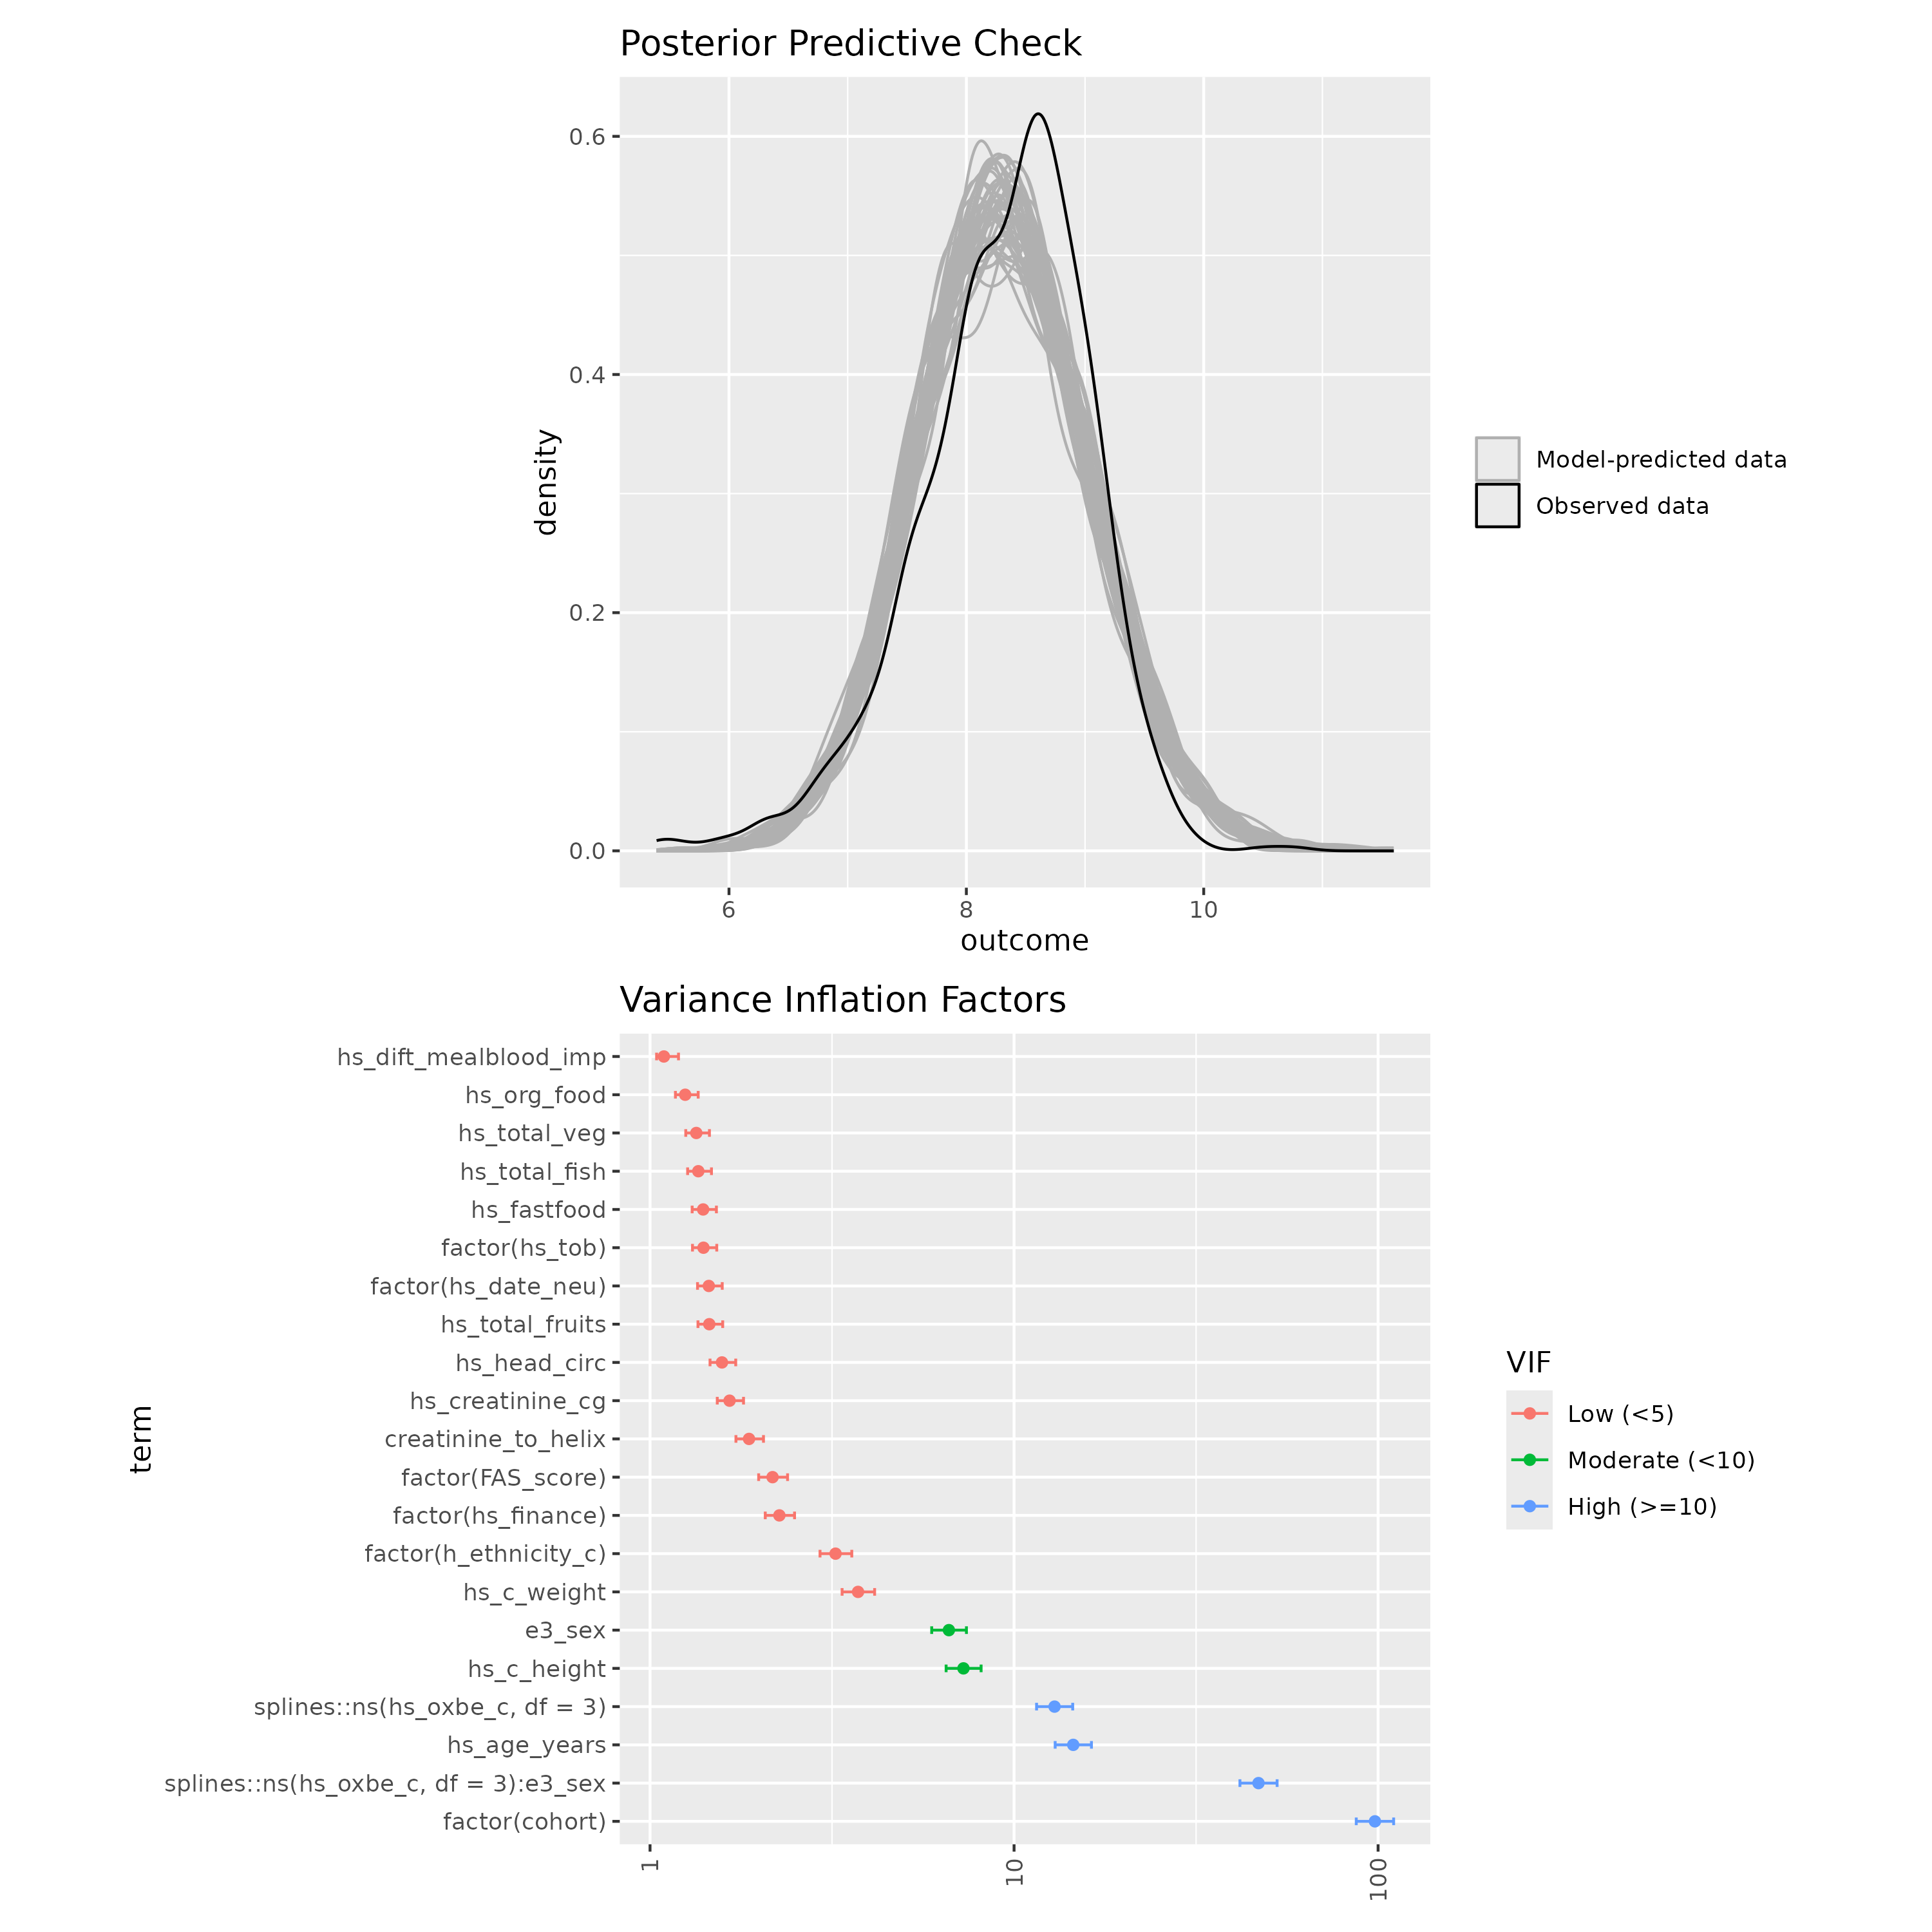 Posterior Predictive Check
0.6
0.4
0.2
0.0
density
6 8 10
outcome
Model-predicted data
Observed data
Variance Inflation Factors
hs_dift_mealblood_imp
hs_org_food
hs_total_veg
hs_total_fish
hs_fastfood
factor(hs_tob)
factor(hs_date_neu)
hs_total_fruits
hs_head_circ
hs_creatinine_cg
creatinine_to_helix
factor(FAS_score)
factor(hs_finance)
factor(h_ethnicity_c)
hs_c_weight
e3_sex
hs_c_height
splines::ns(hs_oxbe_c, df = 3)
hs_age_years
splines::ns(hs_oxbe_c, df = 3):e3_sex
factor(cohort)
term
1 10 100
VIF
Low (<5)
Moderate (<10)
High (>=10)